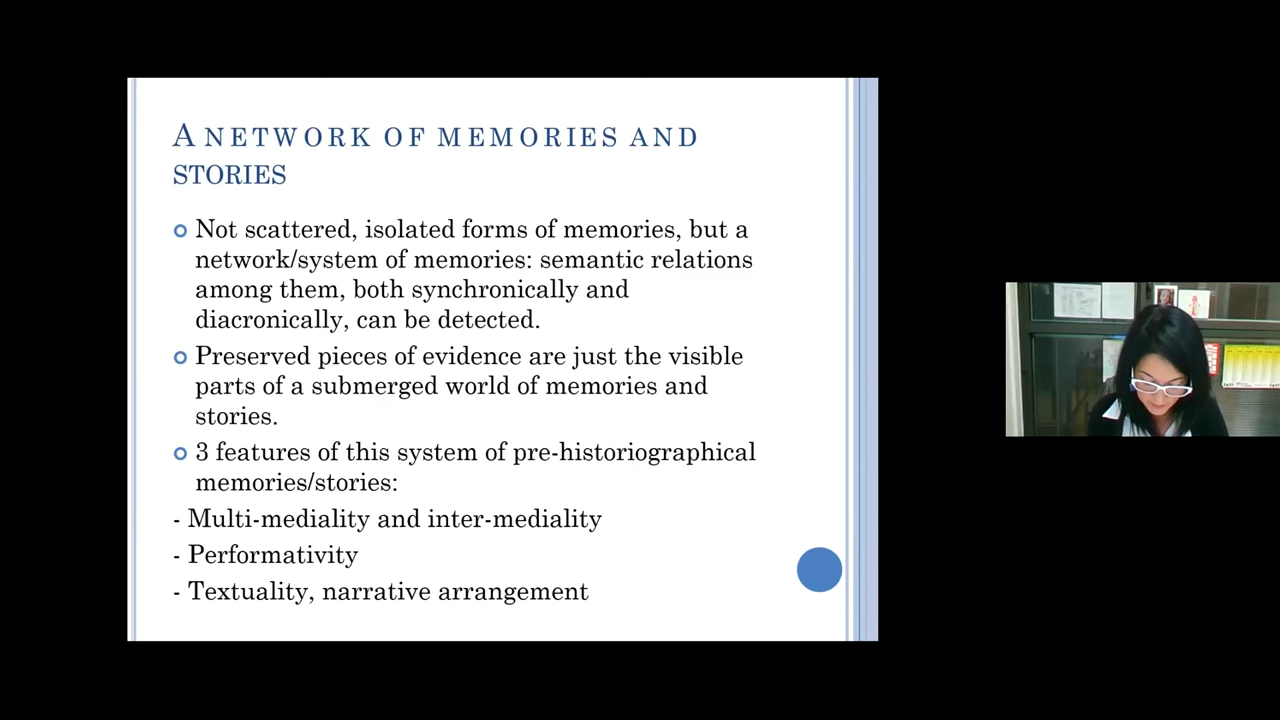 A NETWORK OF MEMORIES AND
STORIES
Not scattered, isolated forms of memories, but a
network/system of memories: semantic relations
among them, both synchronically and
diacronically, can be detected.
Preserved pieces of evidence are just the visible
parts of a submerged world of memories and
stories.
3 features of this system of pre-historiographical
memories/stories:
- Multi-mediality and inter-mediality
- Performativity
- Textuality, narrative arrangement